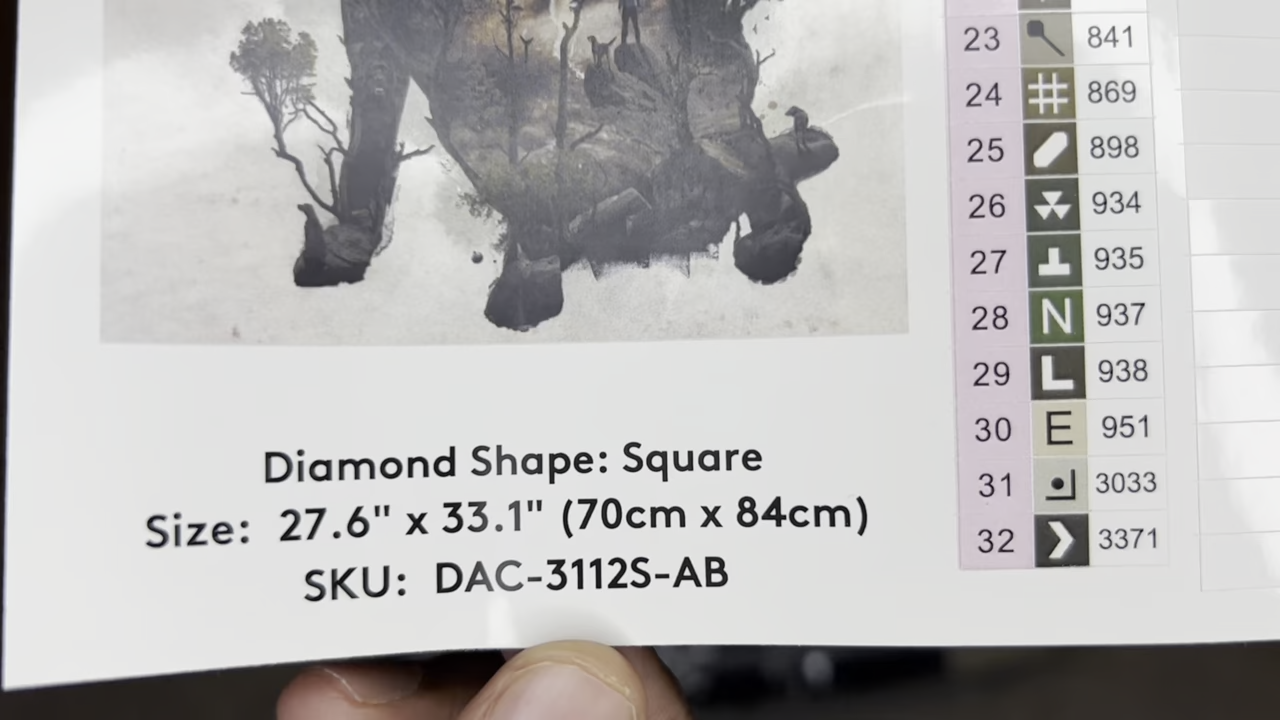 23 841
24 # 869
25 898
26 934
27 935
28 N 937
29 L 938
30 E 951
31 3033
32 3371
Diamond Shape: Square
Size: 27.6" x 33.1" (70cm x 84cm)
SKU: DAC-3112S-AB